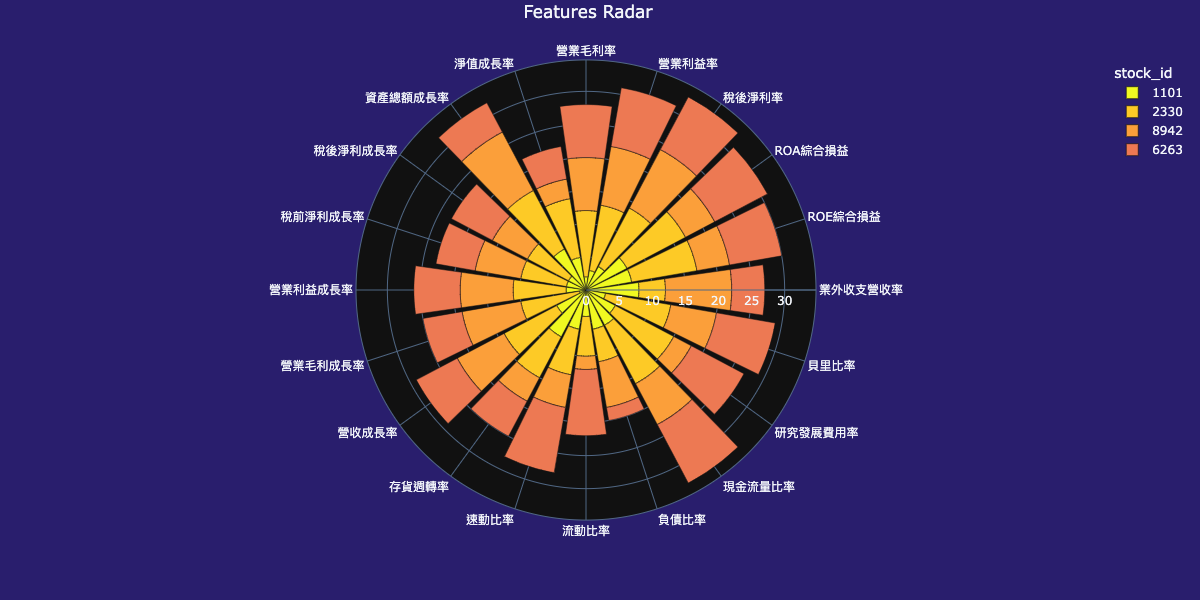 Features Radar
營業毛利率
淨值成長率
營業利益率
stock_id
1101
2330
8942
6263
資產總額成長率
稅後淨利率
稅後淨利成長率
ROA綜合損益
稅前淨利成長率
ROE綜合損益
營業利益成長率
業外收支營收率
0 5 10 15 20 25 30
營業毛利成長率
貝里比率
營收成長率
研究發展費用率
存貨週轉率
現金流量比率
速動比率
負債比率
流動比率